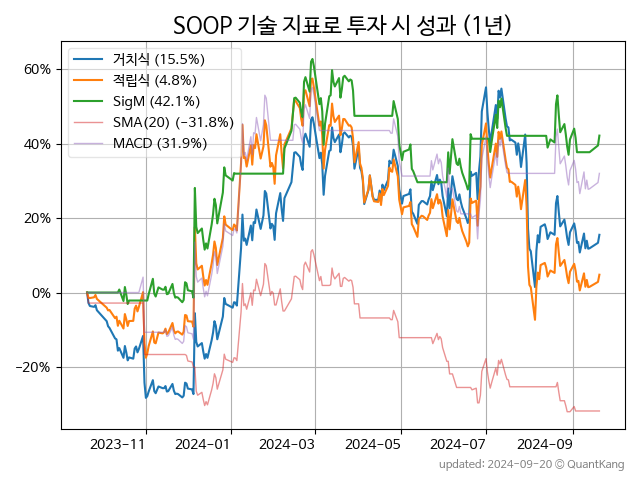 SOOP 기술 지표로 투자 시 성과 (1년)
거치식 (15.5%)
적립식 (4.8%)
SigM (42.1%)
SMA(20) (−31.8%)
MACD (31.9%)
60%
40%
20%
0%
−20%
2023−11 2024−01 2024−03 2024−05 2024−07 2024−09
updated: 2024−09−20 @ QuantKang